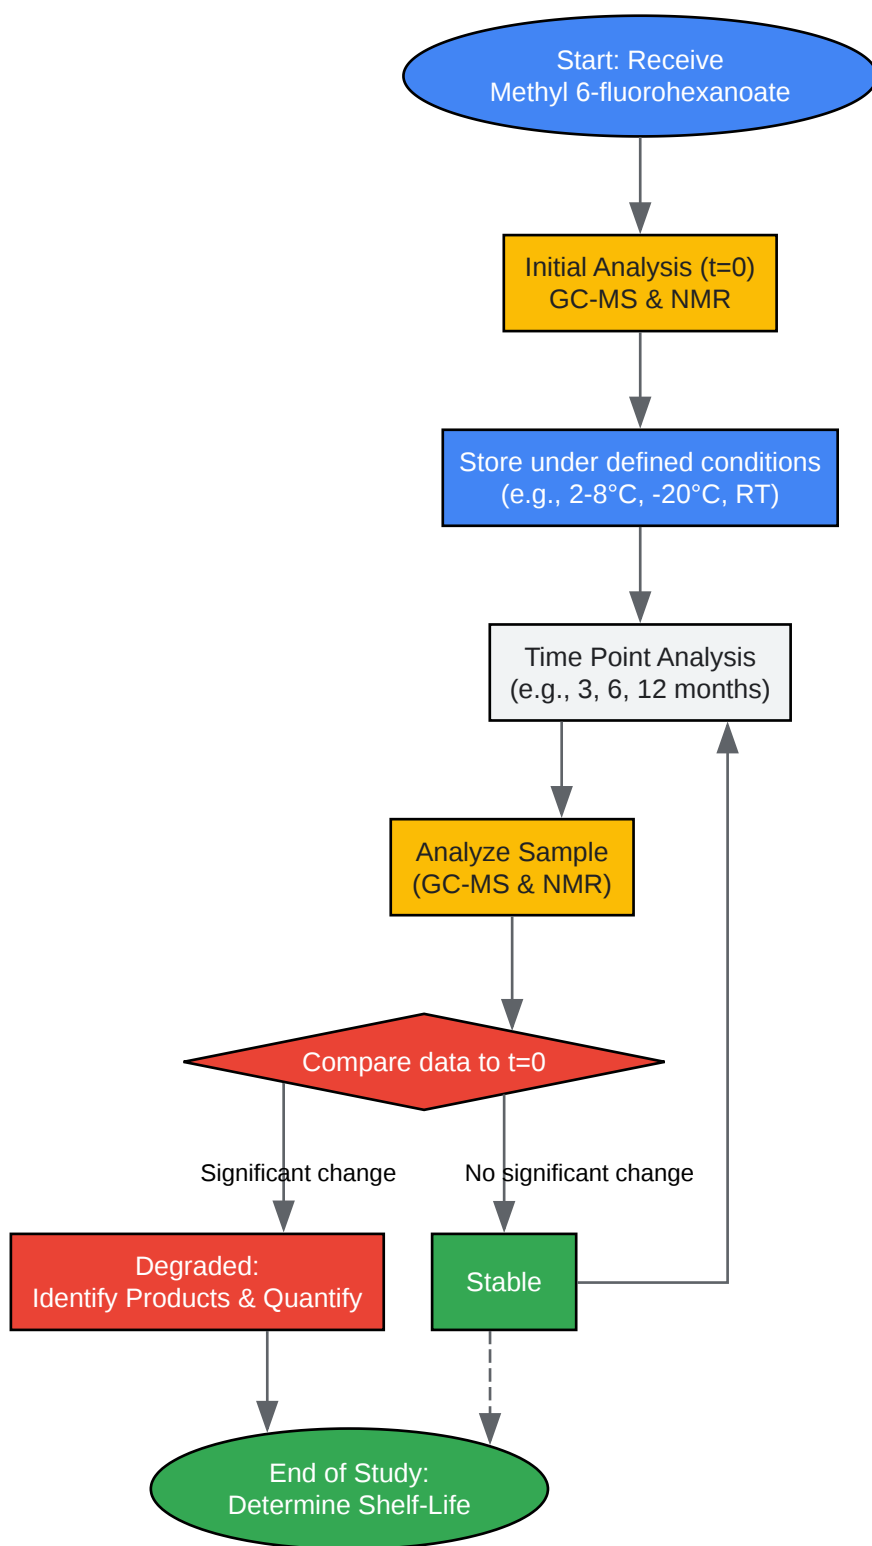 Start: Receive
Methyl 6-fluorohexanoate
Initial Analysis (t=0)
GC-MS & NMR
Store under defined conditions
(e.g., 2-8°C, -20°C, RT)
Time Point Analysis
(e.g., 3, 6, 12 months)
Analyze Sample
(GC-MS & NMR)
Compare data to t=0
Significant change
No significant change
Degraded:
Identify Products & Quantify
Stable
End of Study:
Determine Shelf-Life